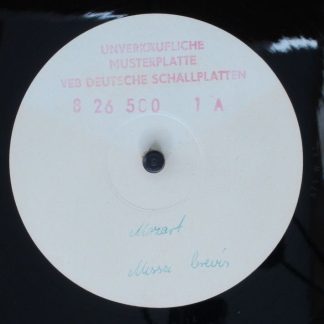 UNVERKÄUFLICHE
MUSTERPLATTE
VEB DEUTSCHE SCHALLPLATTEN
8 26 500 1 A
Mozart
Missa brevis